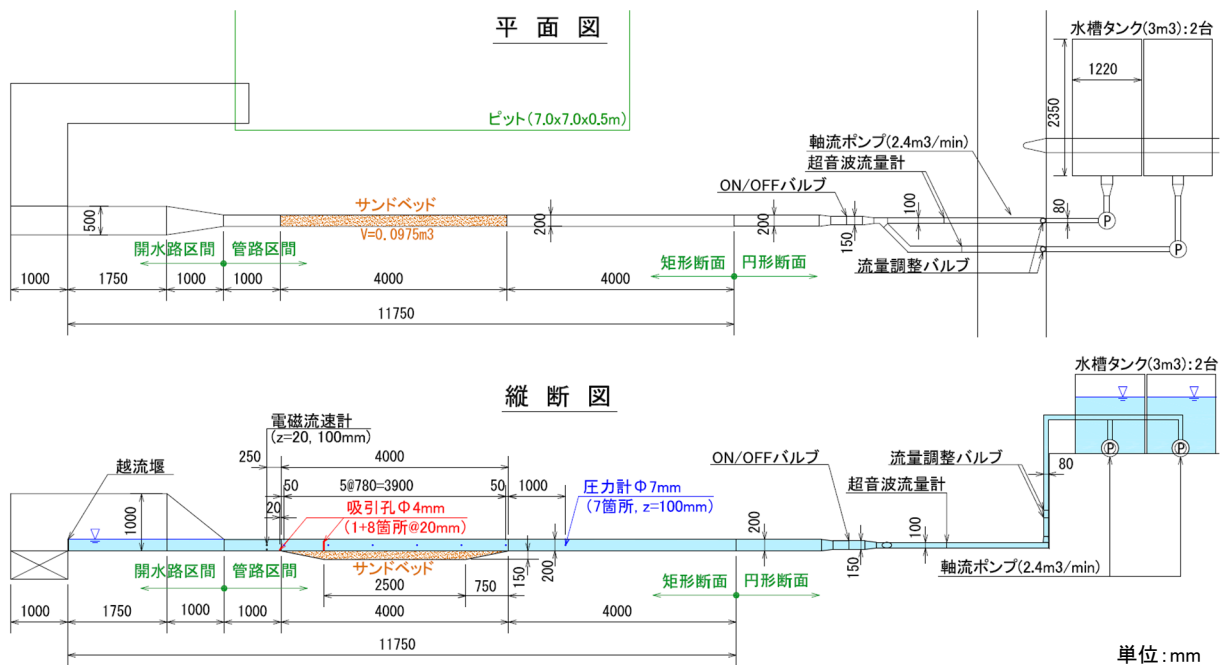 平面図
水槽タンク(3m3):2台
1220
2350
ピット(7.0x7.0x0.5m)
軸流ポンプ(2.4m3/min)
超音波流量計
ON/OFFバルブ
サンドベッド
V=0.0975m3
500
200
200
150
100
80
P
P
流量調整バルブ
開水路区間
管路区間
矩形断面
円形断面
1000
1750
1000
1000
4000
4000
11750
縦断図
水槽タンク(3m3):2台
電磁流速計
(z=20, 100mm)
250
4000
越流堰
50
5@780=3900
50
1000
圧力計Φ7mm
(7箇所, z=100mm)
20
吸引孔Φ4mm
(1+8箇所@20mm)
ON/OFFバルブ
流量調整バルブ
超音波流量計
80
P
P
1000
200
100
開水路区間
管路区間
サンドベッド
150
200
150
軸流ポンプ(2.4m3/min)
矩形断面
円形断面
2500
750
1000
1750
1000
1000
4000
4000
11750
単位:mm